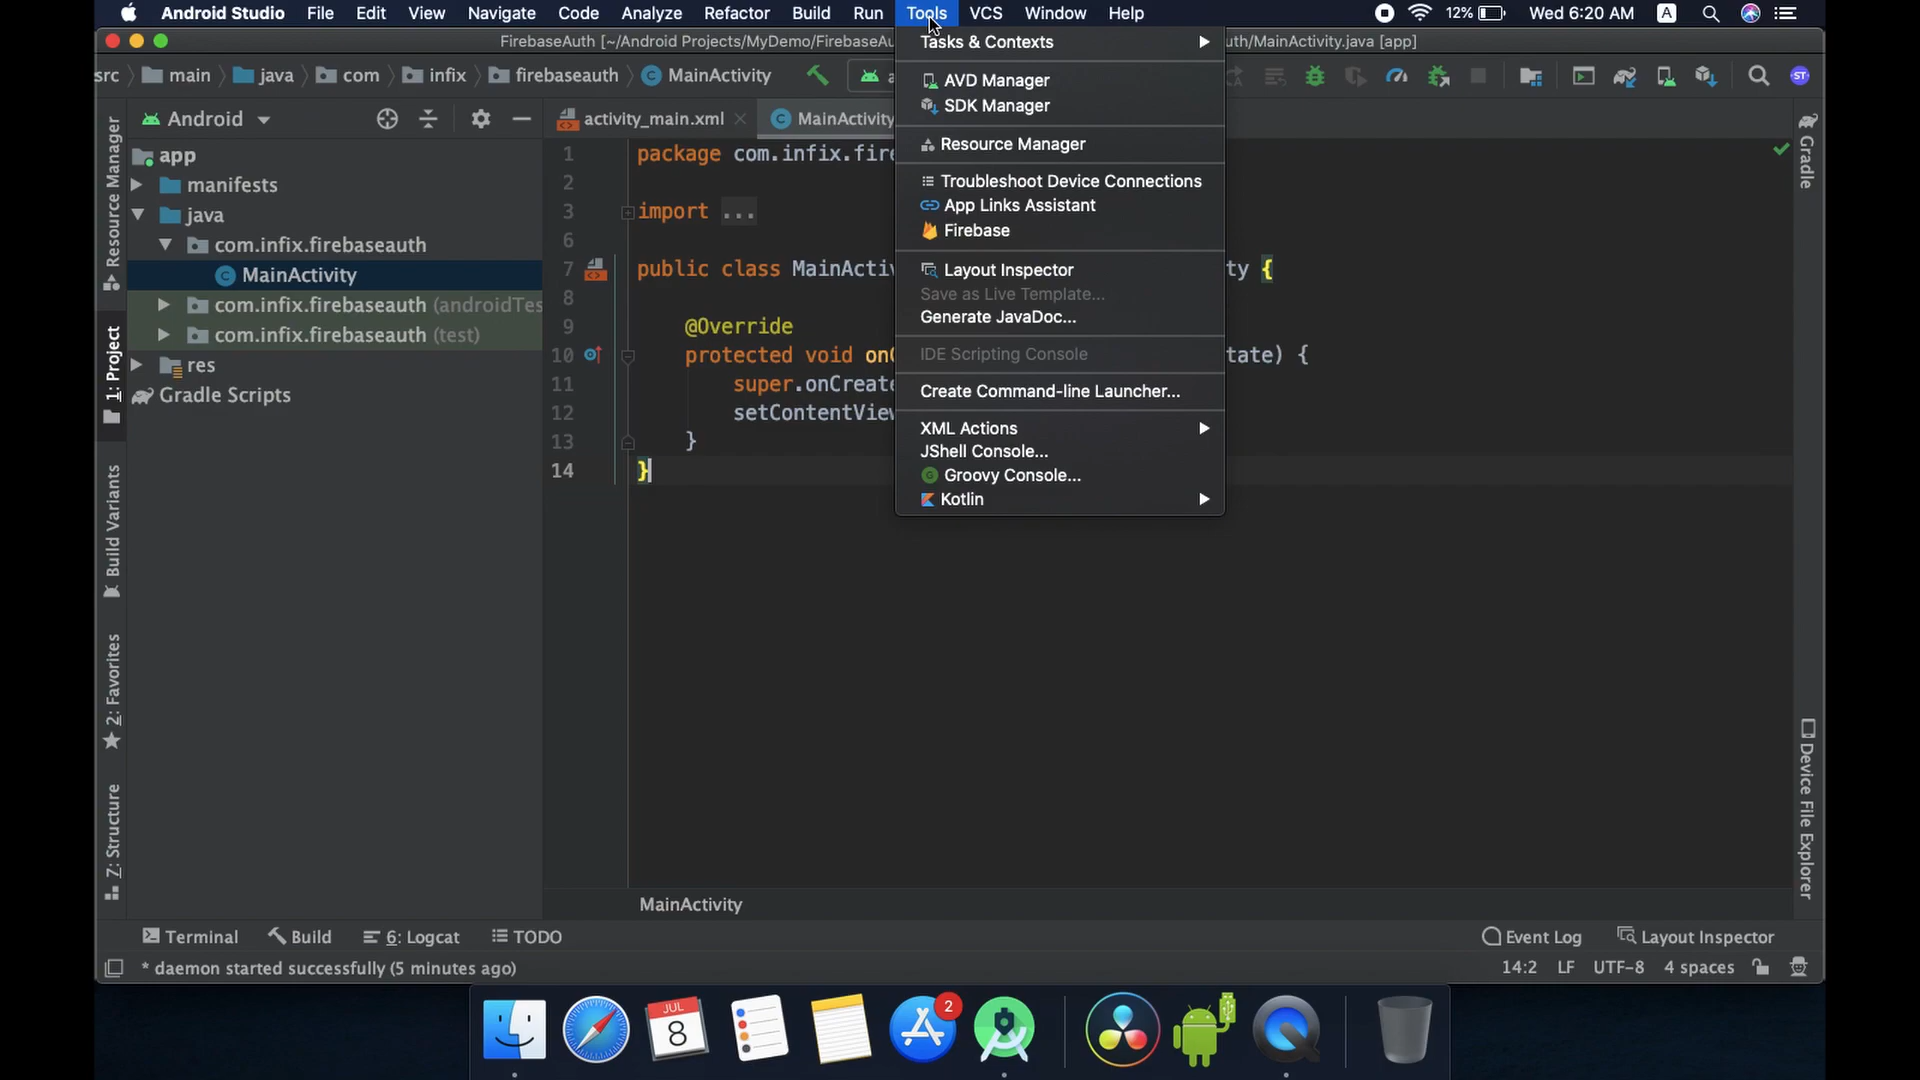 Android Studio File Edit View Navigate Code Analyze Refactor Build Run Tools VCS Window Help 12% Wed 6:20 AM A
FirebaseAuth [~/Android Projects/MyDemo/FirebaseAu uth/MainActivity.java [app]
src main java com infix firebaseauth MainActivity
Tasks & Contexts
AVD Manager
SDK Manager
Resource Manager
Troubleshoot Device Connections
App Links Assistant
Firebase
Layout Inspector
Save as Live Template...
Generate JavaDoc...
IDE Scripting Console
Create Command-line Launcher...
XML Actions
JShell Console...
Groovy Console...
Kotlin
ST
Android
activity_main.xml MainActivity
app
manifests
java
com.infix.firebaseauth
MainActivity
com.infix.firebaseauth (androidTes
com.infix.firebaseauth (test)
res
Gradle Scripts
1 package com.infix.fire
2
3 import ...
6
7 public class MainActiv ty {
8
9 @Override
10 protected void onC tate) {
11 super.onCreate
12 setContentView
13 }
14 }
Resource Manager
1: Project
Build Variants
2: Favorites
Z: Structure
Gradle
Device File Explorer
MainActivity
Terminal Build 6: Logcat TODO Event Log Layout Inspector
* daemon started successfully (5 minutes ago) 14:2 LF UTF-8 4 spaces
JUL
8
2